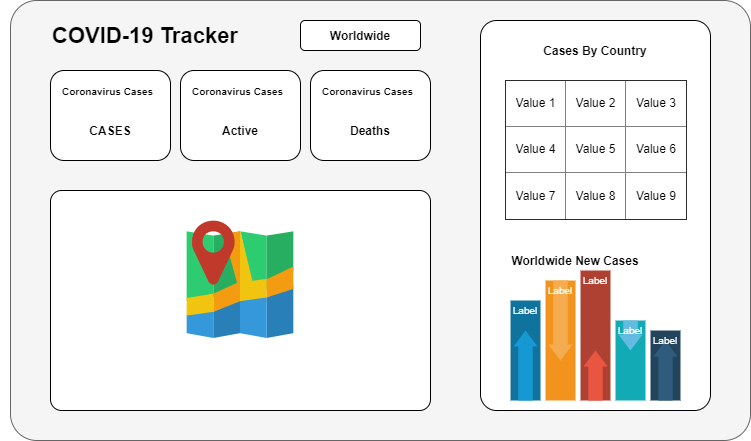 COVID-19 Tracker
Worldwide
Coronavirus Cases
CASES
Coronavirus Cases
Active
Coronavirus Cases
Deaths
Cases By Country
Value 1 Value 2 Value 3
Value 4 Value 5 Value 6
Value 7 Value 8 Value 9
Worldwide New Cases
Label
Label
Label
Label
Label